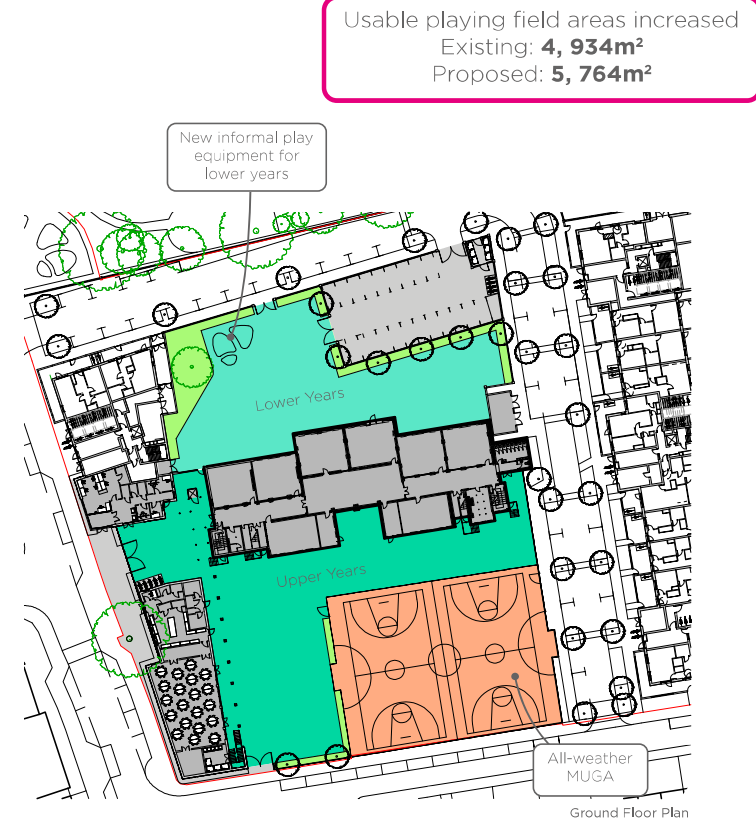 Usable playing field areas increased
Existing: 4, 934m²
Proposed: 5, 764m²
New informal play
equipment for
lower years
Lower Years
Upper Years
All-weather
MUGA
Ground Floor Plan